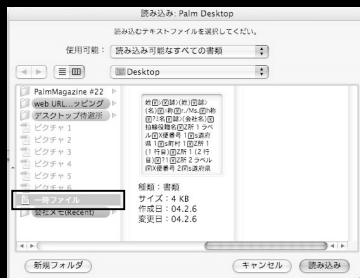 読み込み: Palm Desktop
読み込むテキストファイルを選択してください。
使用可能： 読み込み可能なすべての書類
Desktop
PalmMagazine #22
web URL...ッピング
デスクトップ待避所
ピクチャ 1
ピクチャ 2
ピクチャ 3
ピクチャ 4
ピクチャ 5
ピクチャ 6
一時ファイル
会社メモ(Recent)
種類：書類
サイズ：4 KB
作成日：04.2.6
変更日：04.2.6
新規フォルダ
キャンセル
読み込み